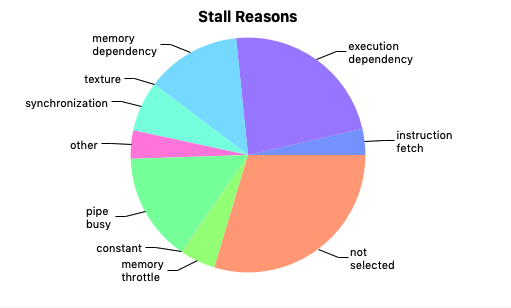 Stall Reasons
memory
dependency
execution
dependency
texture
synchronization
instruction
fetch
other
pipe
busy
constant
memory
throttle
not
selected